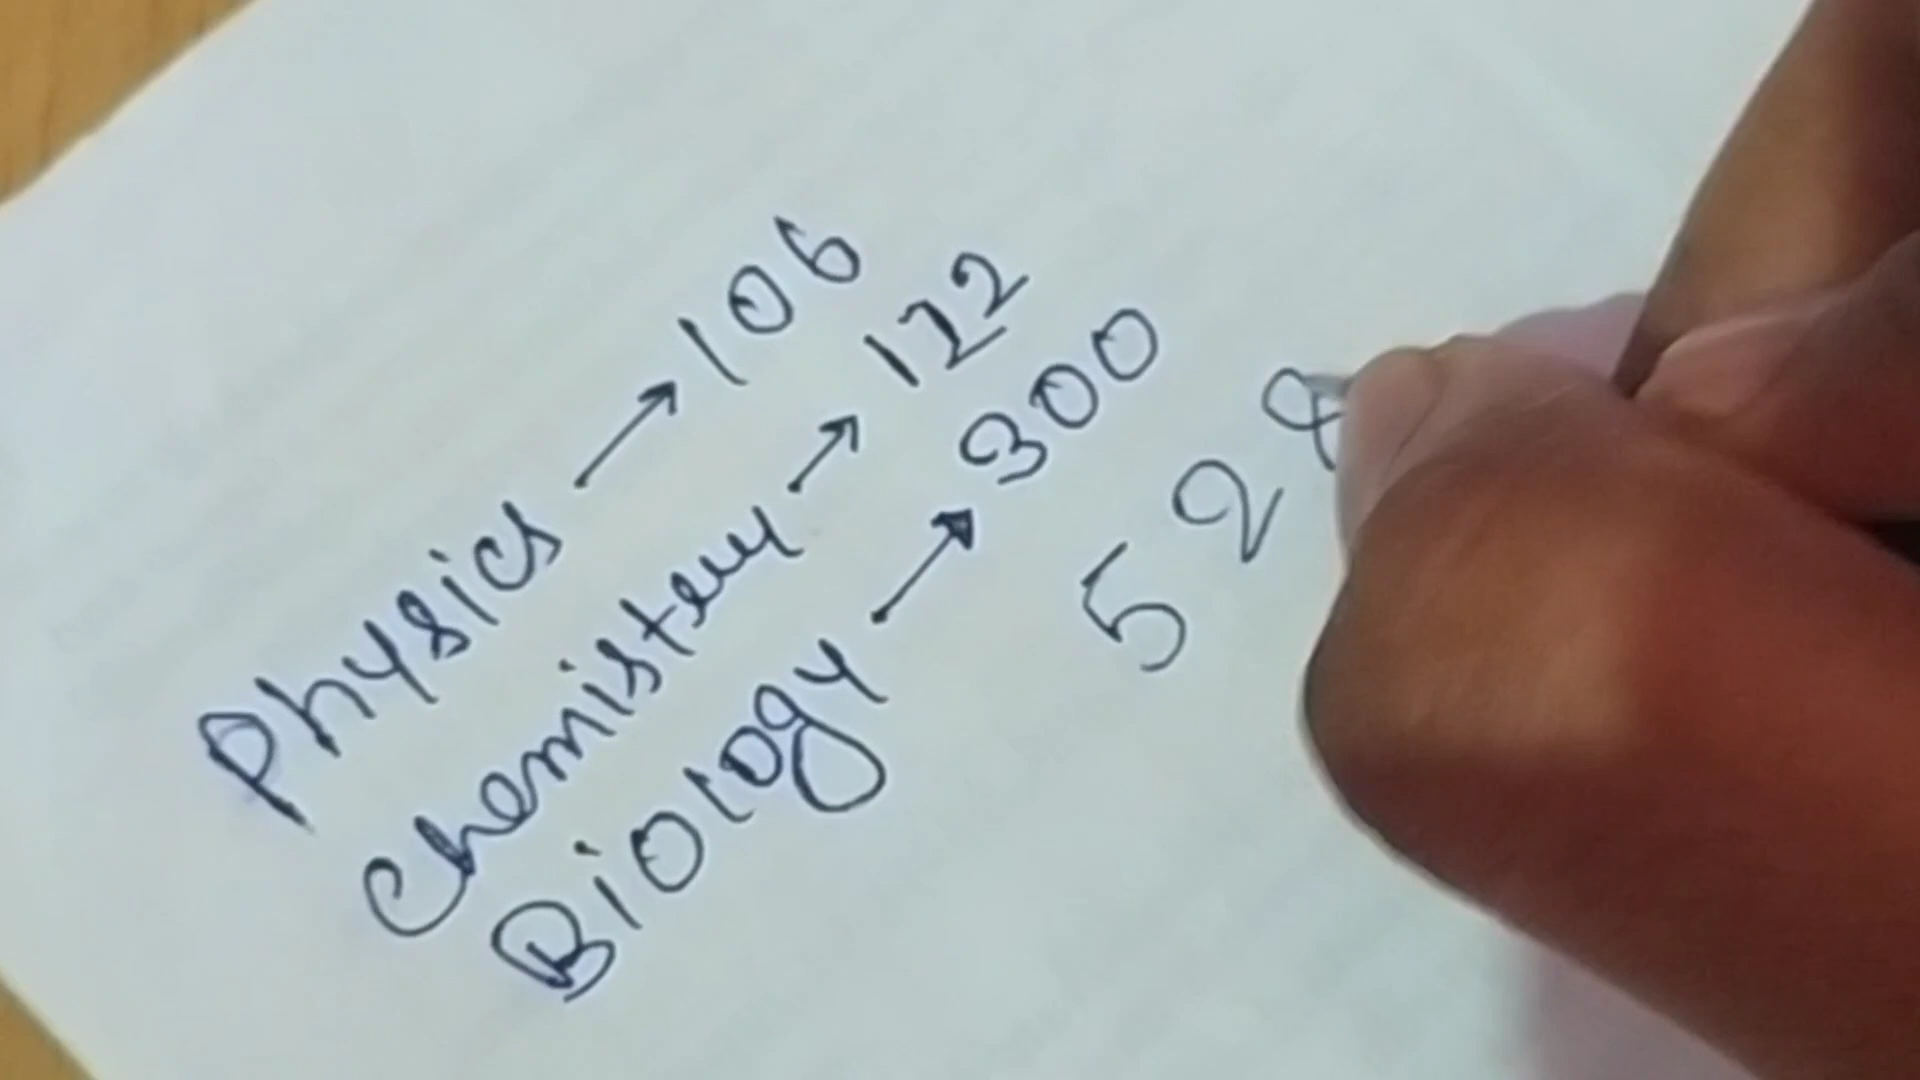 Physics → 106
Chemistry → 122
Biology → 300
528